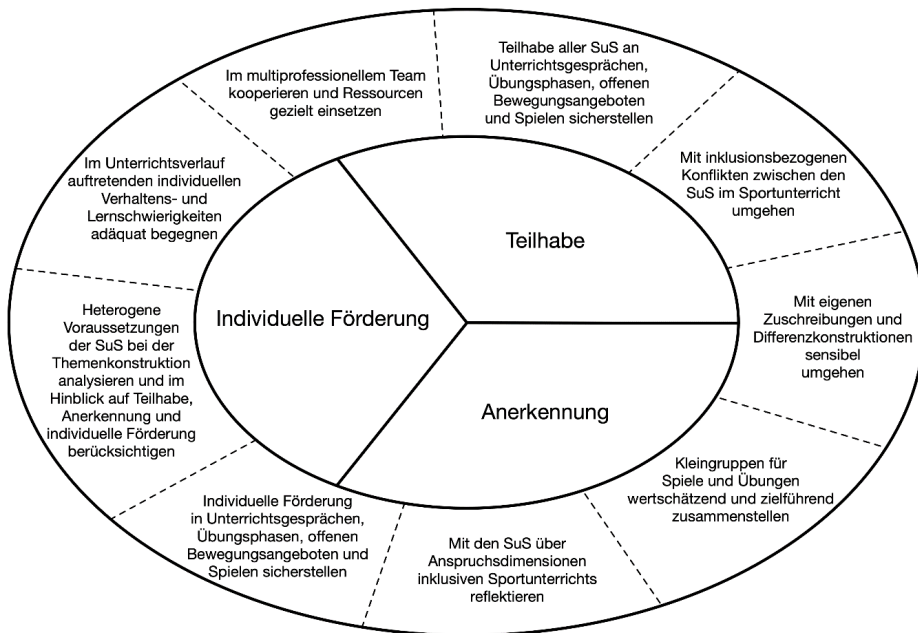 Teilhabe aller SuS an
Unterrichtsgesprächen,
Übungsphasen, offenen
Bewegungsangeboten
und Spielen sicherstellen
Mit inklusionsbezogenen
Konflikten zwischen den
SuS im Sportunterricht
umgehen
Mit eigenen
Zuschreibungen und
Differenzkonstruktionen
sensibel
umgehen
Kleingruppen für
Spiele und Übungen
wertschätzend und zielführend
zusammenstellen
Mit den SuS über
Anspruchsdimensionen
inklusiven Sportunterrichts
reflektieren
Individuelle Förderung
in Unterrichtsgesprächen,
Übungsphasen, offenen
Bewegungsangeboten und
Spielen sicherstellen
Heterogene
Voraussetzungen
der SuS bei der
Themenkonstruktion
analysieren und im
Hinblick auf Teilhabe,
Anerkennung und
individuelle Förderung
berücksichtigen
Im Unterrichtsverlauf
auftretenden individuellen
Verhaltens- und
Lernschwierigkeiten
adäquat begegnen
Im multiprofessionellem Team
kooperieren und Ressourcen
gezielt einsetzen
Teilhabe
Individuelle Förderung
Anerkennung